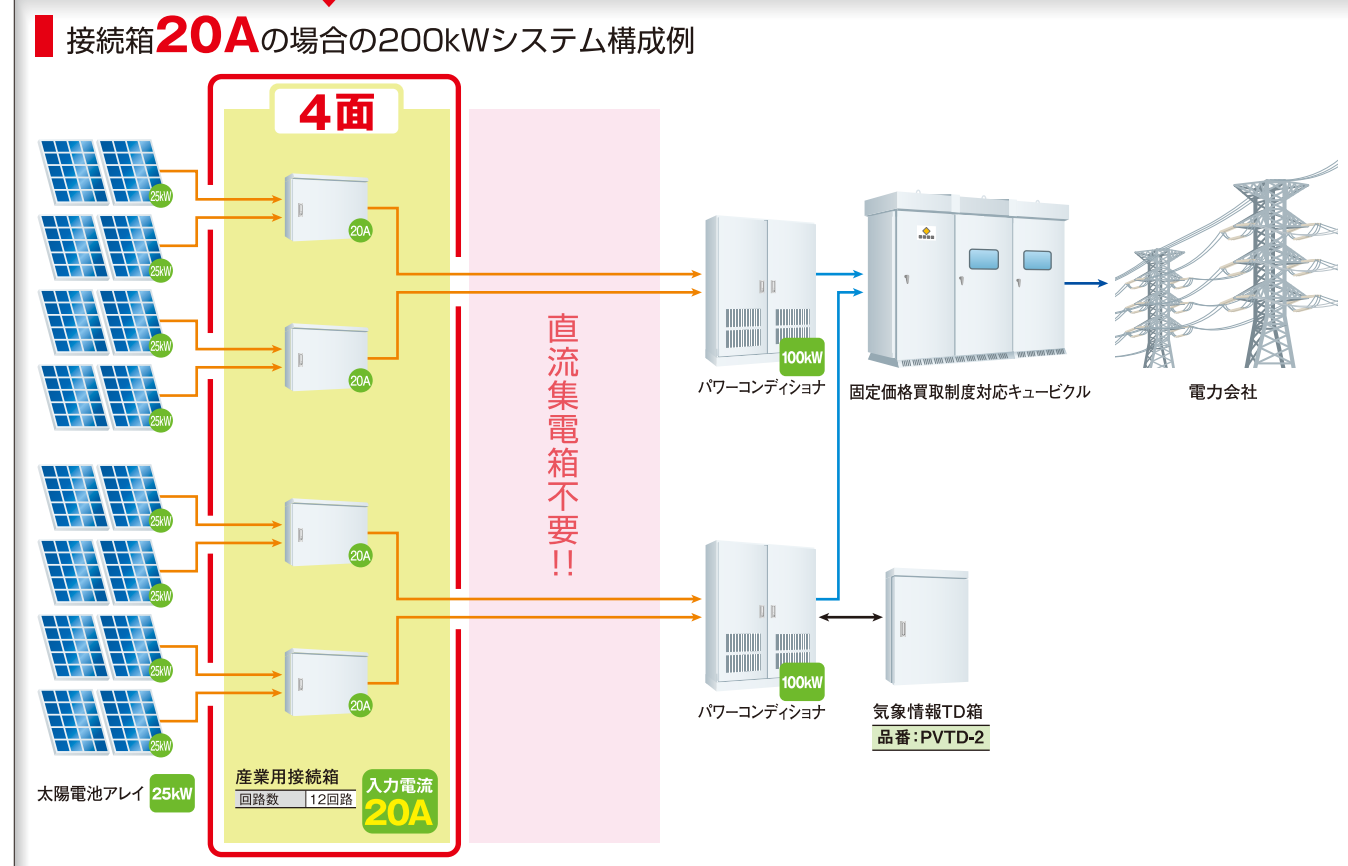 接続箱20Aの場合の200kWシステム構成例
4面
25kW
25kW
25kW
25kW
25kW
25kW
25kW
25kW
20A
20A
20A
20A
直流集電箱不要!!
100kW
パワーコンディショナ
固定価格買取制度対応キュービクル
電力会社
100kW
パワーコンディショナ
気象情報TD箱
品番:PVTD-2
太陽電池アレイ 25kW
産業用接続箱
回路数 12回路
入力電流
20A